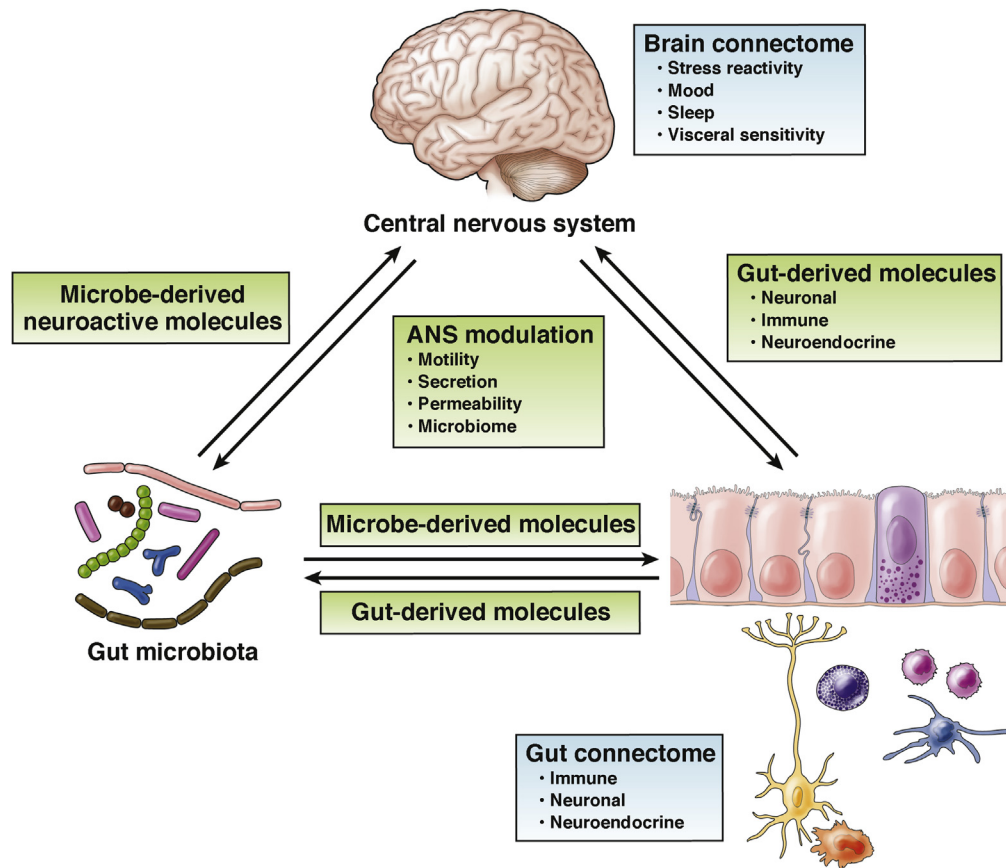 Brain connectome
· Stress reactivity
· Mood
· Sleep
· Visceral sensitivity
Central nervous system
Microbe-derived
neuroactive molecules
ANS modulation
· Motility
· Secretion
· Permeability
· Microbiome
Gut-derived molecules
· Neuronal
· Immune
· Neuroendocrine
Microbe-derived molecules
Gut-derived molecules
Gut microbiota
Gut connectome
· Immune
· Neuronal
· Neuroendocrine